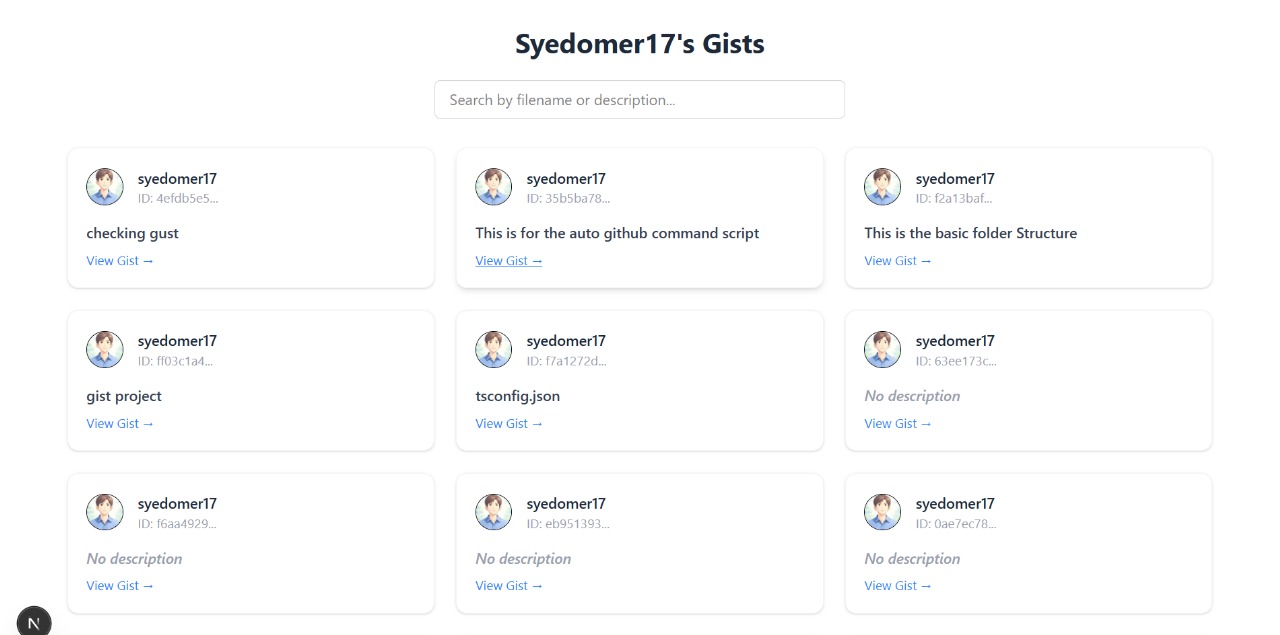 Syedomer17's Gists
Search by filename or description...
syedomer17
ID: 4efdb5e5...
checking gust
View Gist →
syedomer17
ID: 35b5ba78...
This is for the auto github command script
View Gist →
syedomer17
ID: f2a13baf...
This is the basic folder Structure
View Gist →
syedomer17
ID: ff03c1a4...
gist project
View Gist →
syedomer17
ID: f7a1272d...
tsconfig.json
View Gist →
syedomer17
ID: 63ee173c...
No description
View Gist →
syedomer17
ID: f6aa4929...
No description
View Gist →
syedomer17
ID: eb951393...
No description
View Gist →
syedomer17
ID: 0ae7ec78...
No description
View Gist →
N